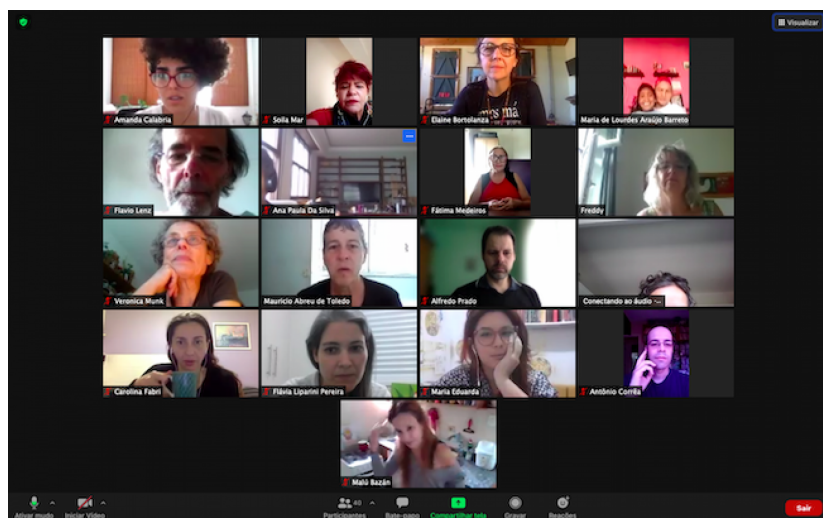 Visualizar
Amanda Calabria
Soila Mar
Elaine Bortolanza
Maria de Lourdes Araújo Barreto
Flavio Lenz
Ana Paula Da Silva
Fátima Medeiros
Freddy
Veronica Munk
Mauricio Abreu de Toledo
Alfredo Prado
Conectando ao áudio
Carolina Fabri
Flávia Liparini Pereira
Maria Eduarda
Antônio Corrêa
Malú Bazán
Ativar mudo
Iniciar Vídeo
40
Participantes
Bate-papo
Compartilhar tela
Gravar
Reações
Sair